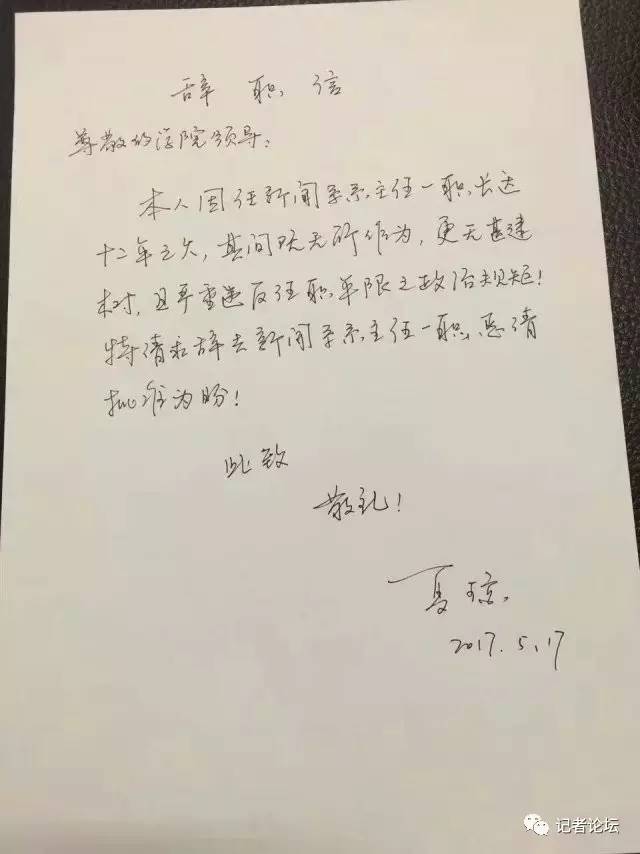 辞职信
尊敬的学院领导：
本人因任新闻系系主任一职长达
十二年之久，其间既无所作为，更无甚建
树，且严重违反任职年限之政治规矩！
特请求辞去新闻系系主任一职，恳请
批准为盼！
此致
敬礼！
夏琼
2017.5.17
记者论坛